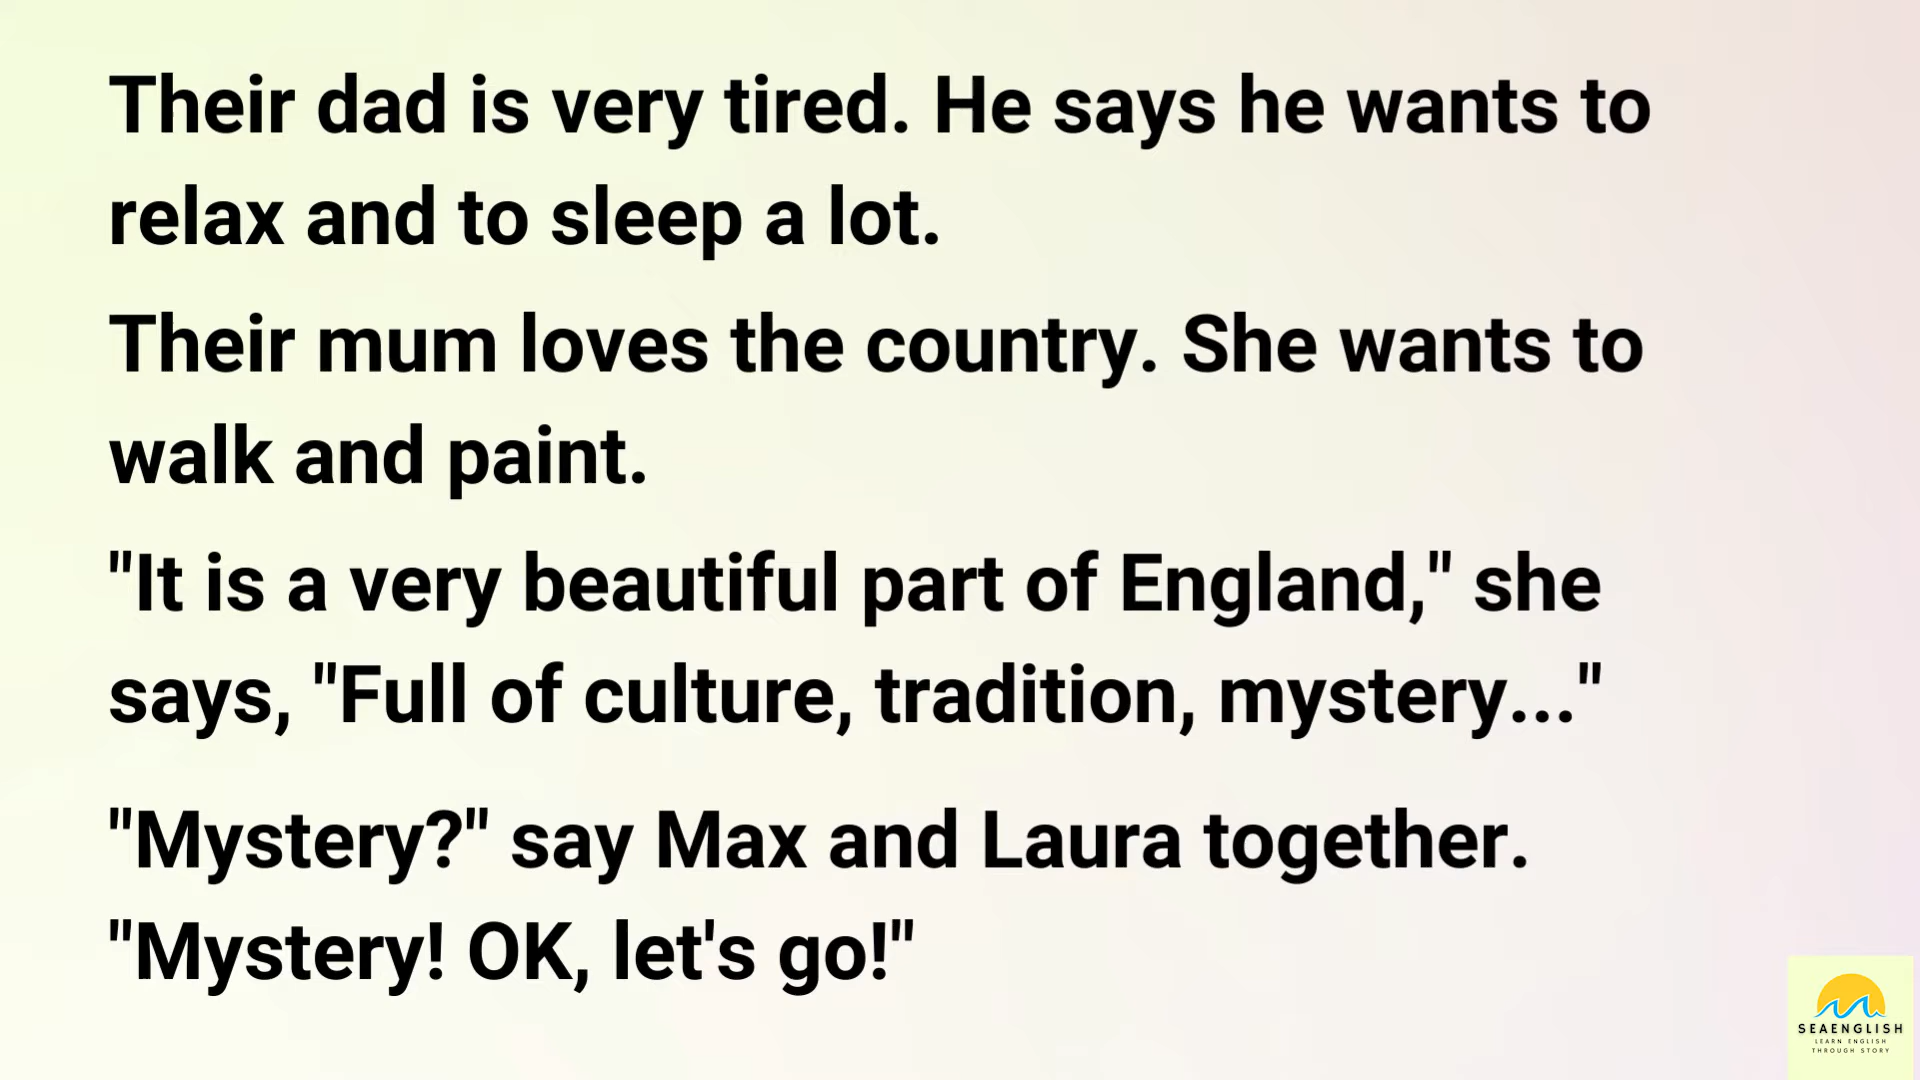 Their dad is very tired. He says he wants to
relax and to sleep a lot.
Their mum loves the country. She wants to
walk and paint.
"It is a very beautiful part of England," she
says, "Full of culture, tradition, mystery..."
"Mystery?" say Max and Laura together.
"Mystery! OK, let's go!"
SEAENGLISH
LEARN ENGLISH
THROUGH STORY